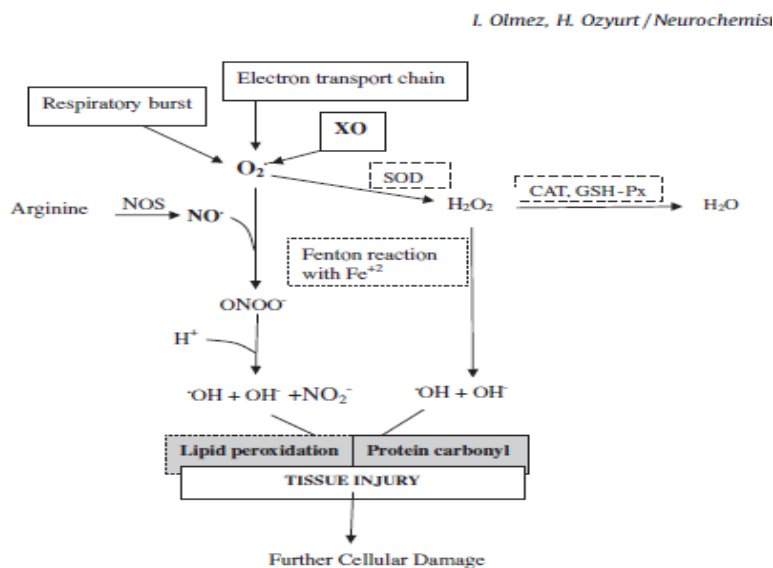 I. Olmez, H. Ozyurt / Neurochemis
Electron transport chain
Respiratory burst
XO
O₂⁻
SOD
CAT, GSH-Px
Arginine
NOS
NO·
H₂O₂
H₂O
Fenton reaction
with Fe⁺²
ONOO⁻
H⁺
·OH + OH⁻ +NO₂⁻
·OH + OH⁻
Lipid peroxidation
Protein carbonyl
TISSUE INJURY
Further Cellular Damage